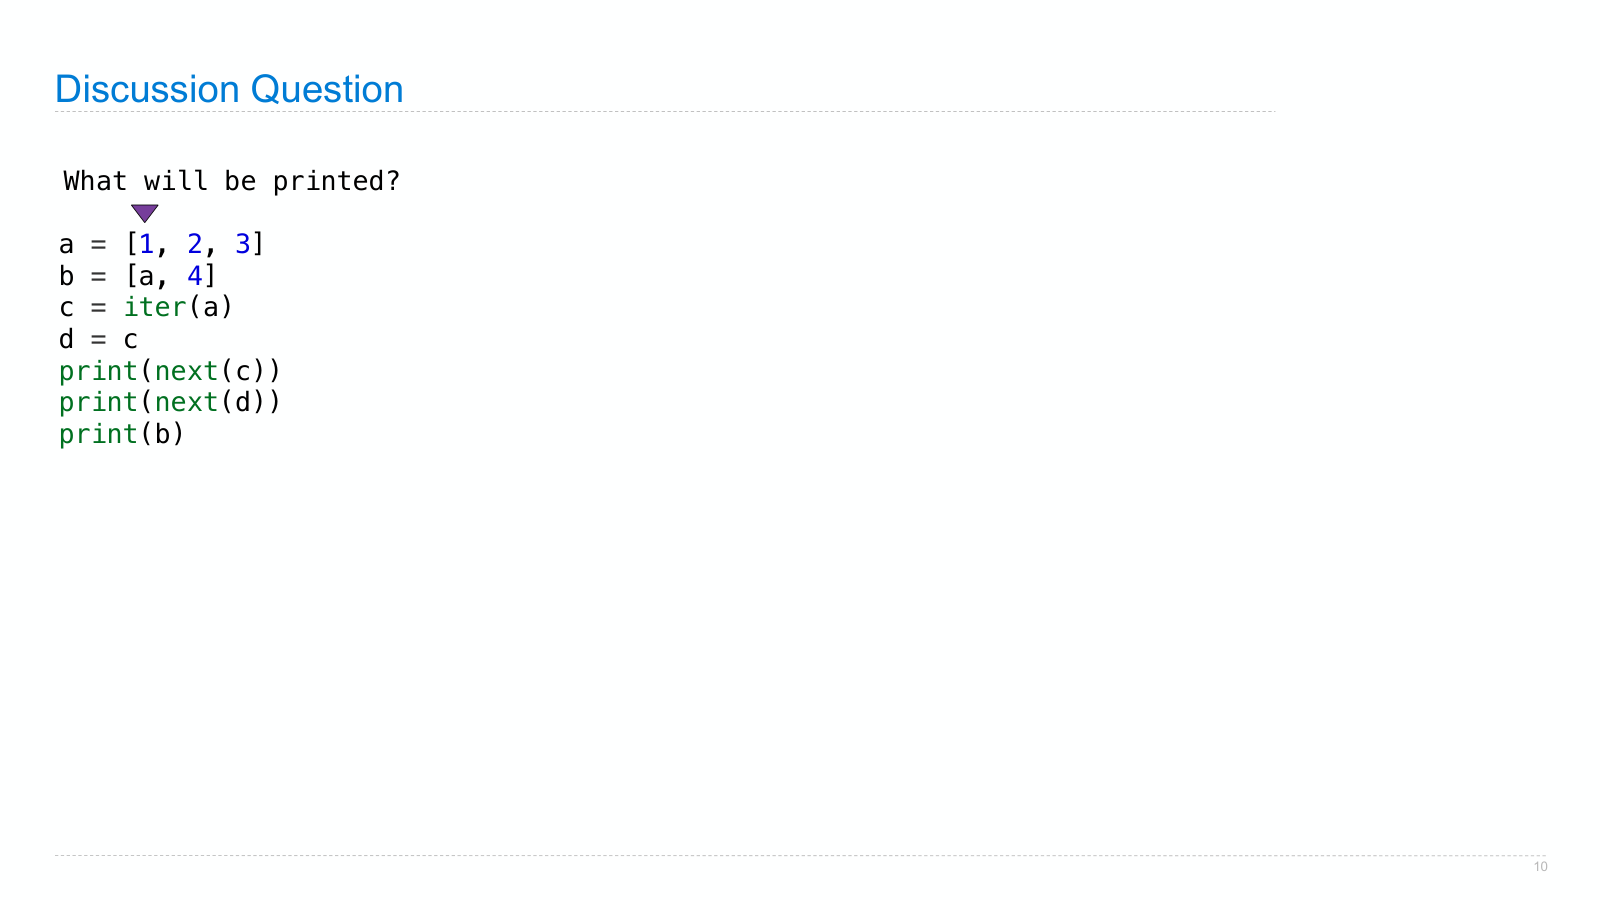 Discussion Question
What will be printed?
a = [1, 2, 3]
b = [a, 4]
c = iter(a)
d = c
print(next(c))
print(next(d))
print(b)
10